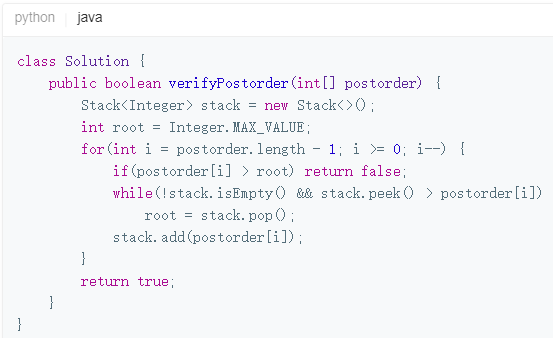 python java
class Solution {
    public boolean verifyPostorder(int[] postorder) {
        Stack<Integer> stack = new Stack<>();
        int root = Integer.MAX_VALUE;
        for(int i = postorder.length - 1; i >= 0; i--) {
            if(postorder[i] > root) return false;
            while(!stack.isEmpty() && stack.peek() > postorder[i])
                root = stack.pop();
            stack.add(postorder[i]);
        }
        return true;
    }
}